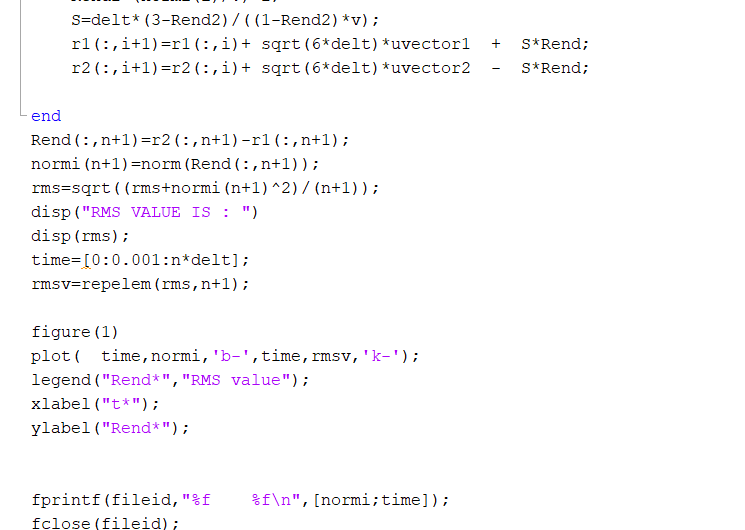 S=delt*(3-Rend2)/((1-Rend2)*v);
r1(:,i+1)=r1(:,i)+ sqrt(6*delt)*uvector1  +  S*Rend;
r2(:,i+1)=r2(:,i)+ sqrt(6*delt)*uvector2  -  S*Rend;
end
Rend(:,n+1)=r2(:,n+1)-r1(:,n+1);
normi(n+1)=norm(Rend(:,n+1));
rms=sqrt((rms+normi(n+1)^2)/(n+1));
disp("RMS VALUE IS : ")
disp(rms);
time=[0:0.001:n*delt];
rmsv=repelem(rms,n+1);
figure(1)
plot(  time,normi,'b-',time,rmsv,'k-');
legend("Rend*","RMS value");
xlabel("t*");
ylabel("Rend*");
fprintf(fileid,"%f    %f\n",[normi;time]);
fclose(fileid);